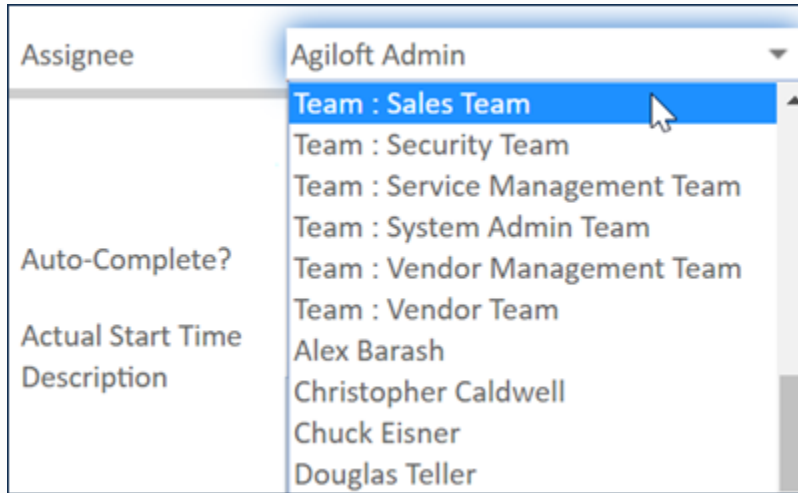 Assignee
Agiloft Admin
Team : Sales Team
Team : Security Team
Team : Service Management Team
Team : System Admin Team
Auto-Complete?
Team : Vendor Management Team
Team : Vendor Team
Actual Start Time
Alex Barash
Description
Christopher Caldwell
Chuck Eisner
Douglas Teller